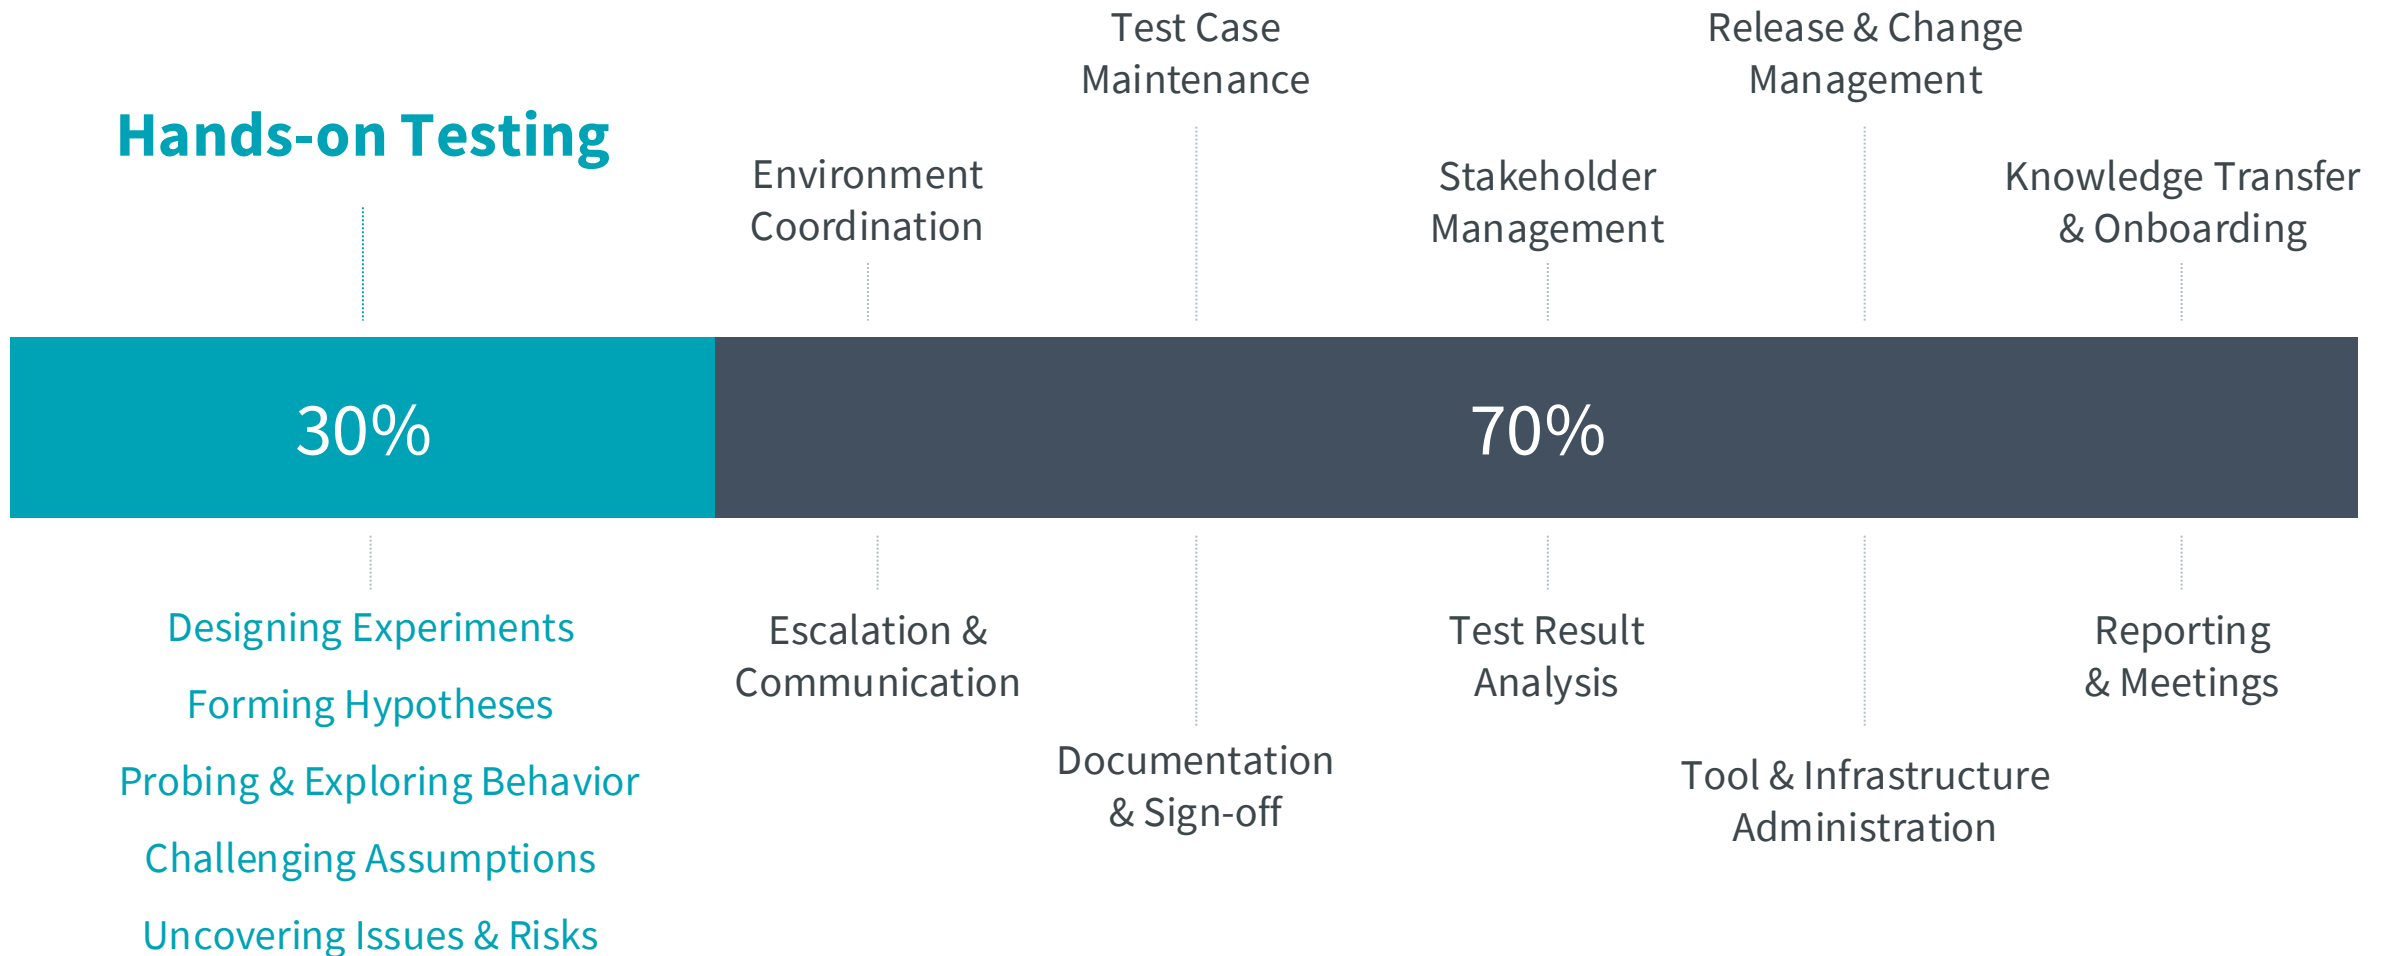 Hands-on Testing
Environment
Coordination
Test Case
Maintenance
Stakeholder
Management
Release & Change
Management
Knowledge Transfer
& Onboarding
30%
70%
Designing Experiments
Forming Hypotheses
Probing & Exploring Behavior
Challenging Assumptions
Uncovering Issues & Risks
Escalation &
Communication
Documentation
& Sign-off
Test Result
Analysis
Tool & Infrastructure
Administration
Reporting
& Meetings